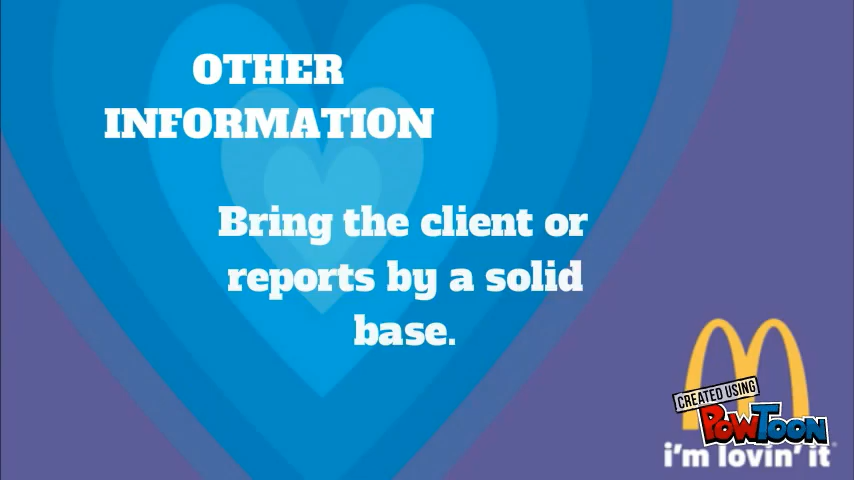 OTHER
INFORMATION
Bring the client or
reports by a solid
base.
CREATED USING
POWTOON
i'm lovin' it